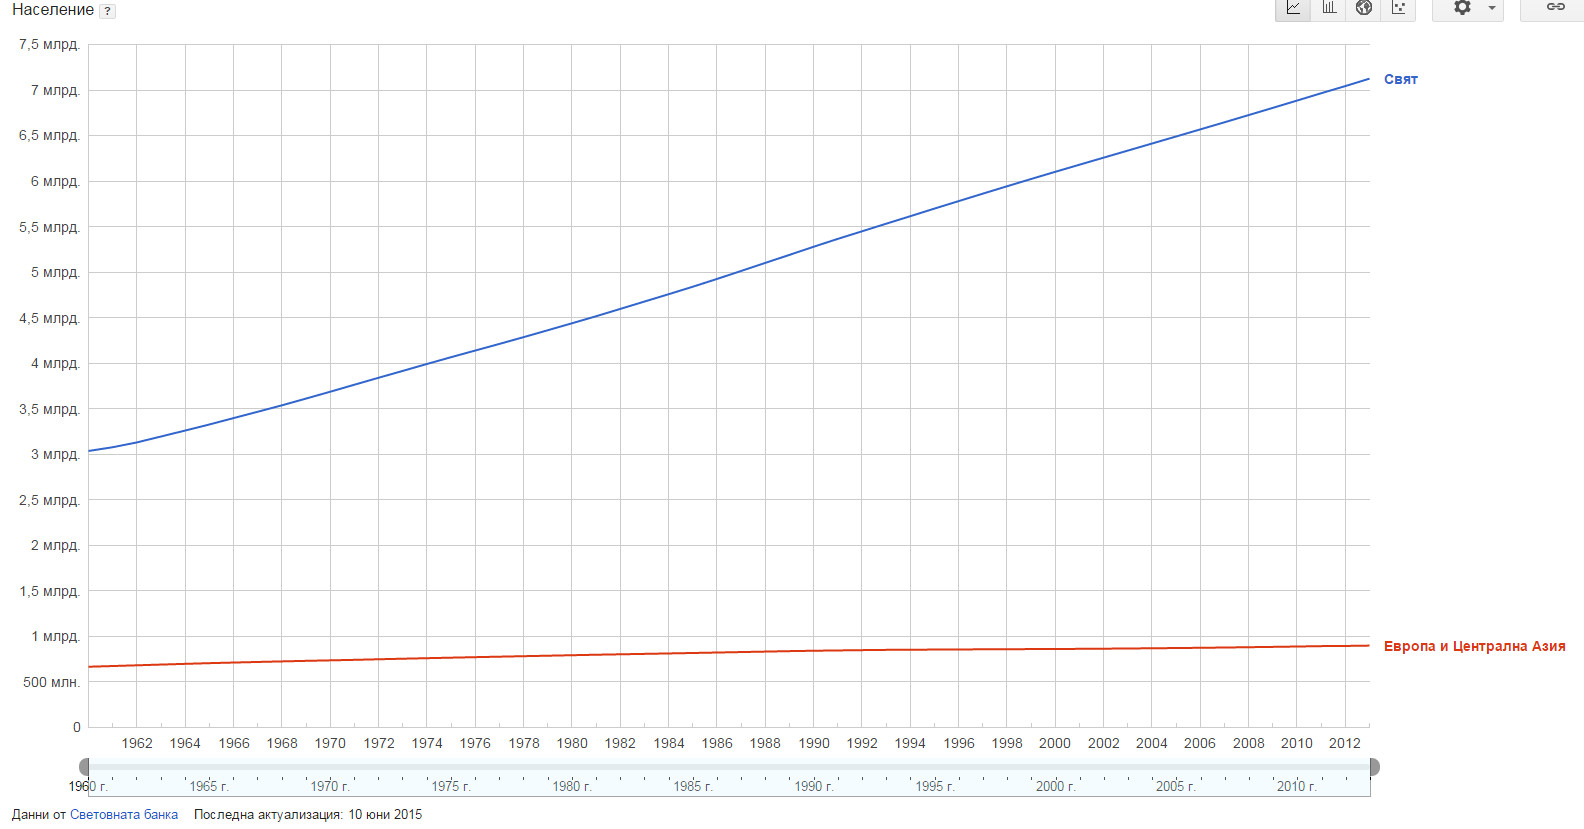 Население ?
7,5 млрд.
7 млрд.
6,5 млрд.
6 млрд.
5,5 млрд.
5 млрд.
4,5 млрд.
4 млрд.
3,5 млрд.
3 млрд.
2,5 млрд.
2 млрд.
1,5 млрд.
1 млрд.
500 млн.
0
Свят
Европа и Централна Азия
1962 1964 1966 1968 1970 1972 1974 1976 1978 1980 1982 1984 1986 1988 1990 1992 1994 1996 1998 2000 2002 2004 2006 2008 2010 2012
1960 г. 1965 г. 1970 г. 1975 г. 1980 г. 1985 г. 1990 г. 1995 г. 2000 г. 2005 г. 2010 г.
Данни от Световната банка Последна актуализация: 10 юни 2015